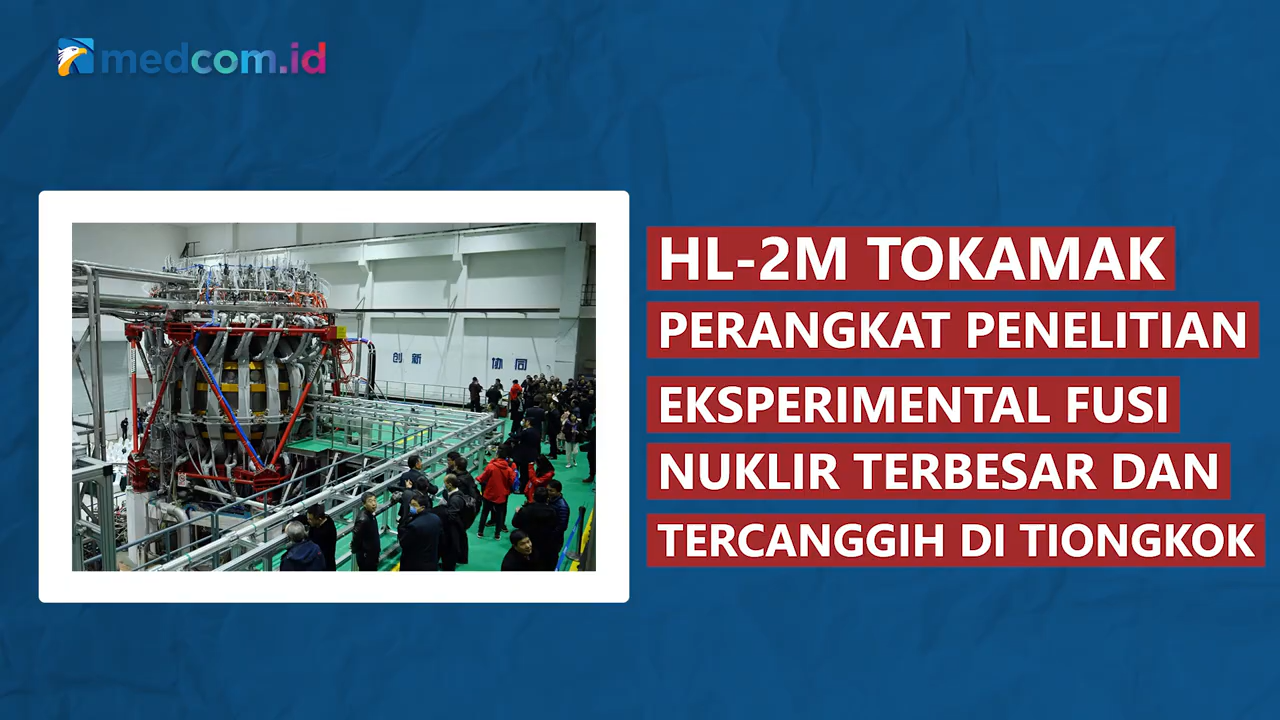 medcom.id
HL-2M TOKAMAK
PERANGKAT PENELITIAN
EKSPERIMENTAL FUSI
NUKLIR TERBESAR DAN
TERCANGGIH DI TIONGKOK
创新 协同